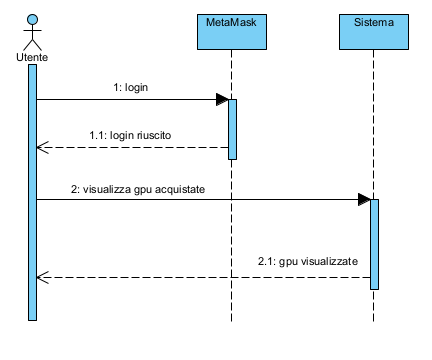 MetaMask
Sistema
Utente
1: login
1.1: login riuscito
2: visualizza gpu acquistate
2.1: gpu visualizzate